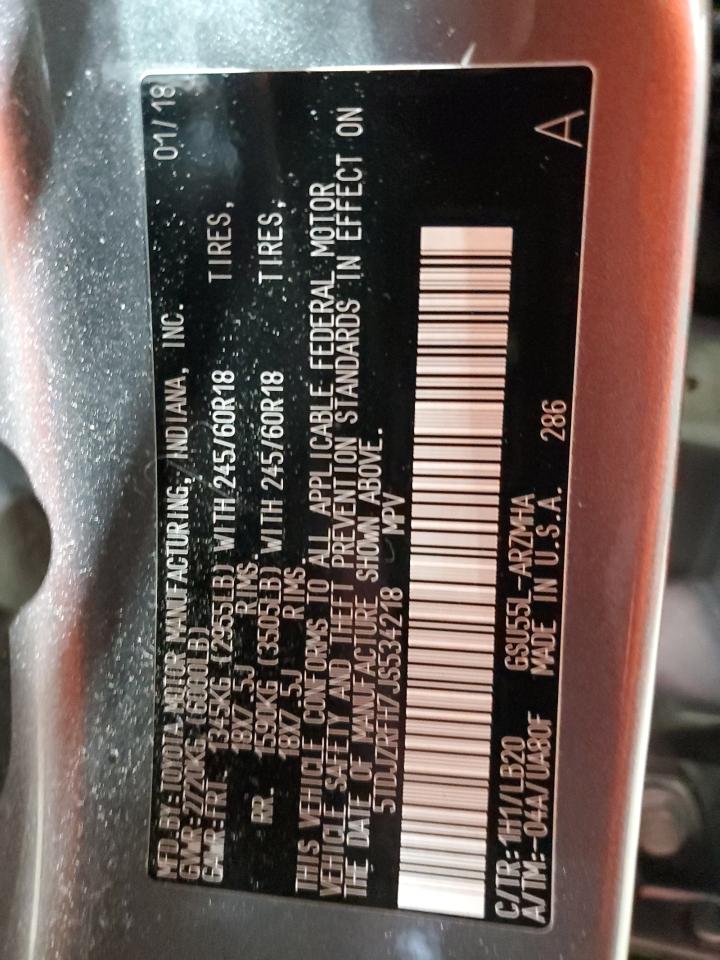 MFD.BY:TOYOTA MOTOR MANUFACTURING, INDIANA, INC. 01/18
GVWR:2720KG (6000LB)
GAWR:FRT. 1345KG (2955LB) WITH 245/60R18 TIRES,
18X7.5J RIMS.
RR. 1590KG (3505LB) WITH 245/60R18 TIRES,
18X7.5J RIMS.
THIS VEHICLE CONFORMS TO ALL APPLICABLE FEDERAL MOTOR
VEHICLE SAFETY AND THEFT PREVENTION STANDARDS IN EFFECT ON
THE DATE OF MANUFACTURE SHOWN ABOVE.
5TDJZRFH7JS534218 MPV
C/TR:1H1/LB20 GSU55L-ARZMHA
A/TM:-04A/UA80F MADE IN U.S.A. 286 A